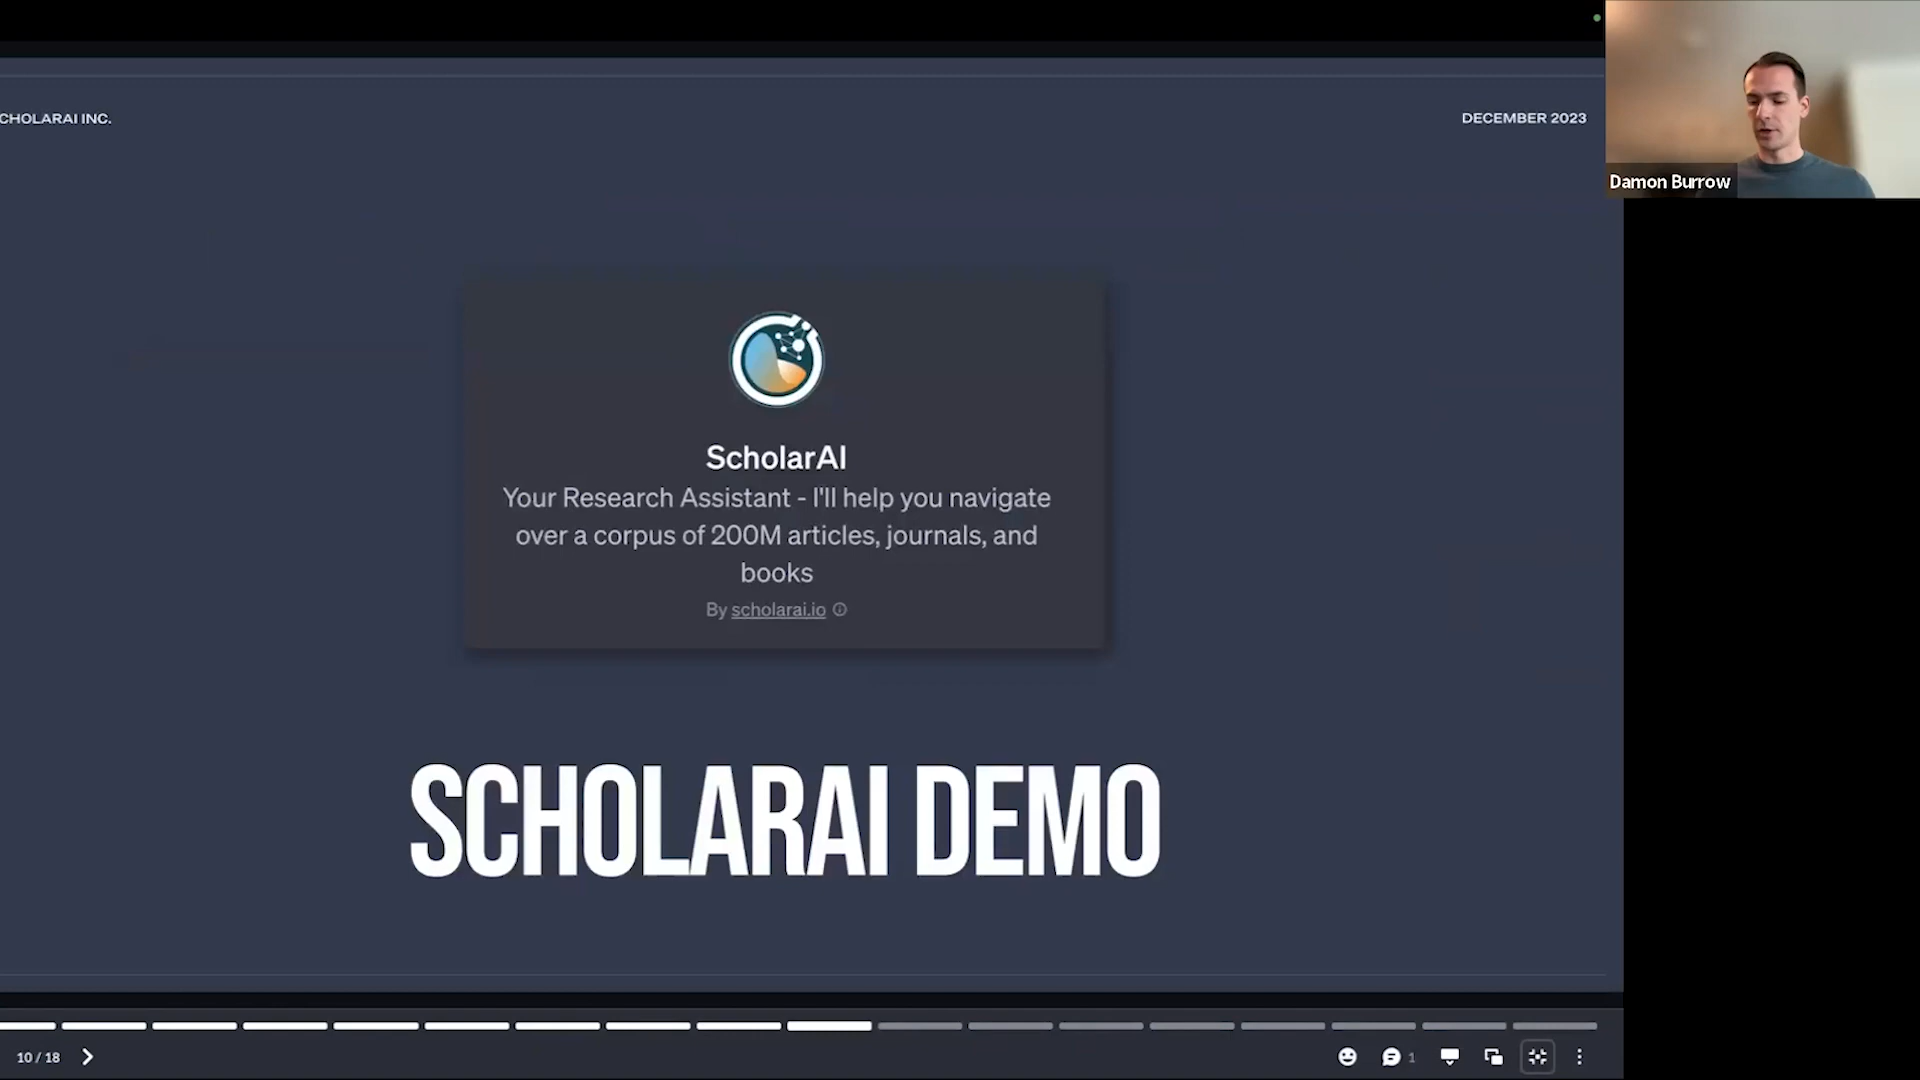 CHOLARAI INC.
DECEMBER 2023
Damon Burrow
ScholarAI
Your Research Assistant - I'll help you navigate
over a corpus of 200M articles, journals, and
books
By scholarai.io
SCHOLARAI DEMO
10 / 18
1